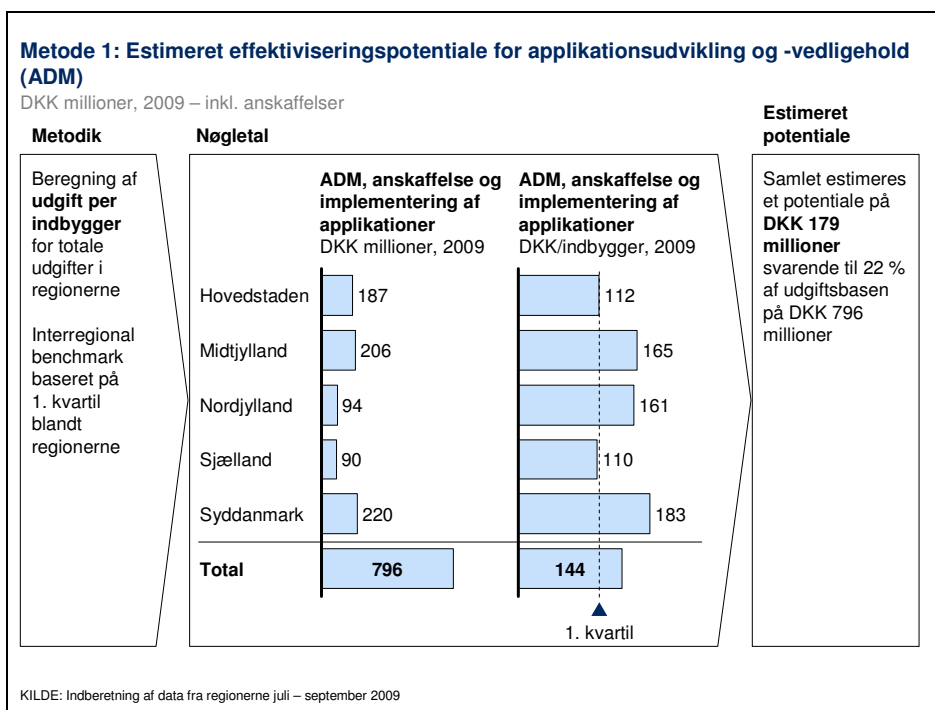 Metode 1: Estimeret effektiviseringspotentiale for applikationsudvikling og -vedligehold
(ADM)
DKK millioner, 2009 – inkl. anskaffelser
Metodik
Beregning af
udgift per
indbygger
for totale
udgifter i
regionerne
Interregional
benchmark
baseret på
1. kvartil
blandt
regionerne
Nøgletal
ADM, anskaffelse og
implementering af
applikationer
DKK millioner, 2009
ADM, anskaffelse og
implementering af
applikationer
DKK/indbygger, 2009
Hovedstaden 187 112
Midtjylland 206 165
Nordjylland 94 161
Sjælland 90 110
Syddanmark 220 183
Total 796 144
1. kvartil
Estimeret
potentiale
Samlet estimeres
et potentiale på
DKK 179
millioner
svarende til 22 %
af udgiftsbasen
på DKK 796
millioner
KILDE: Indberetning af data fra regionerne juli – september 2009